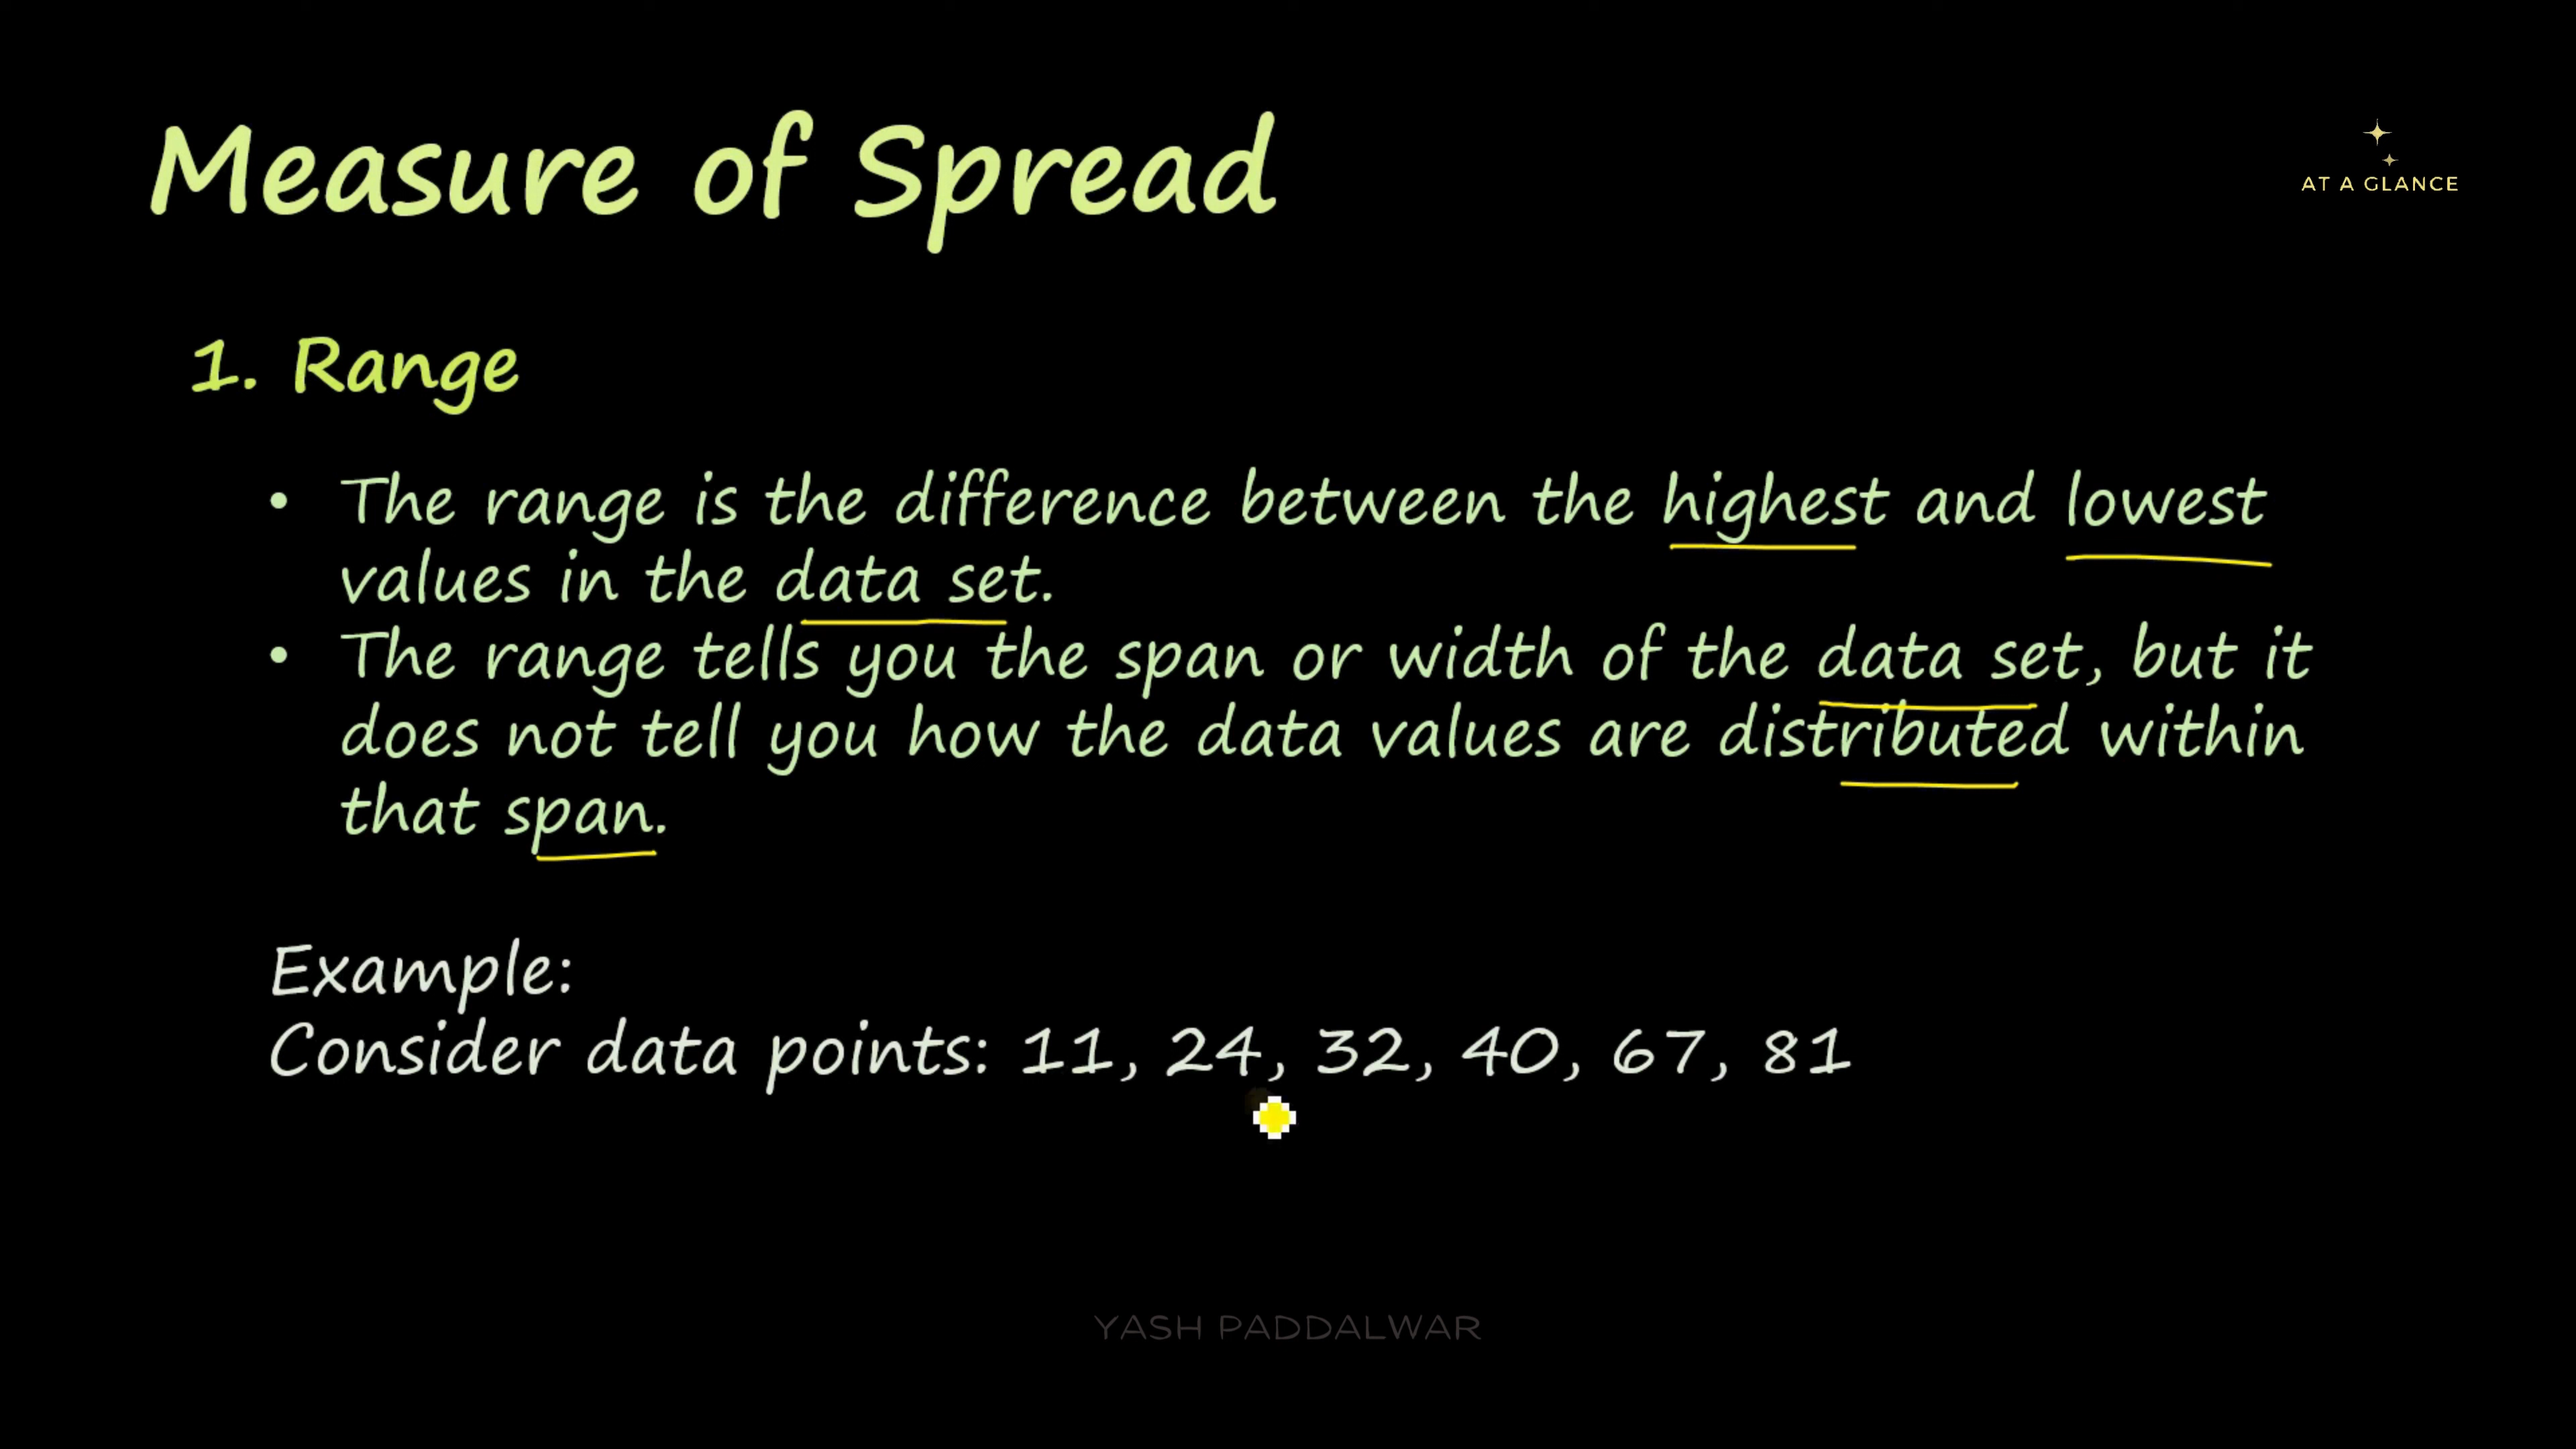 Measure of Spread
AT A GLANCE
1. Range
• The range is the difference between the highest and lowest
values in the data set.
• The range tells you the span or width of the data set, but it
does not tell you how the data values are distributed within
that span.
Example:
Consider data points: 11, 24, 32, 40, 67, 81
YASH PADDALWAR